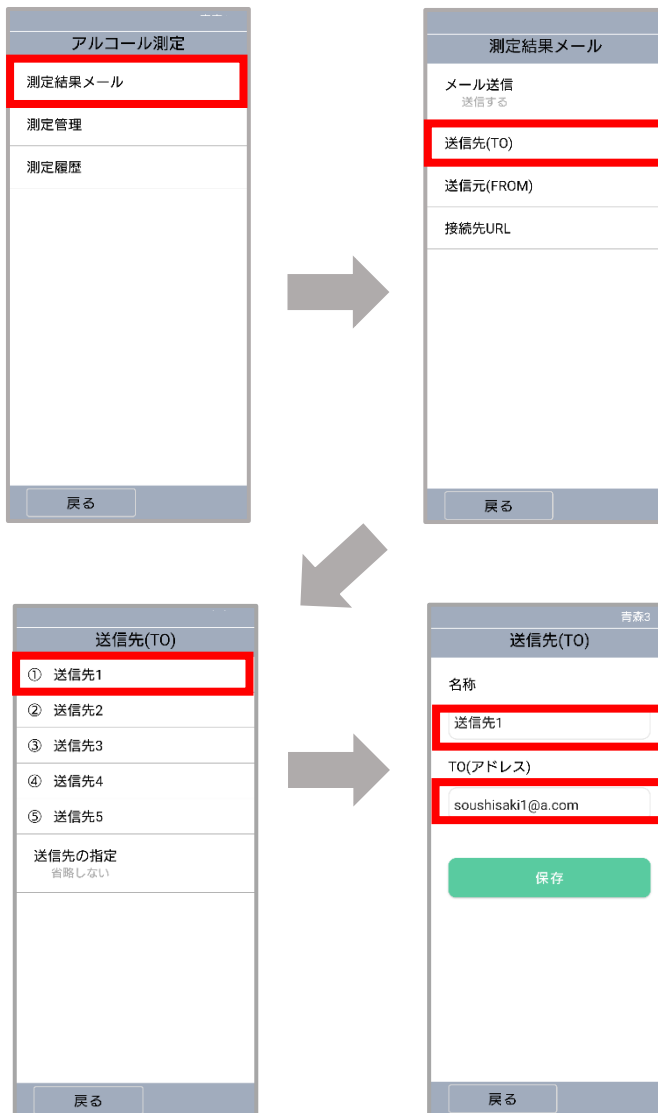 アルコール測定
測定結果メール
測定管理
測定履歴
戻る
測定結果メール
メール送信
送信する
送信先(TO)
送信元(FROM)
接続先URL
戻る
送信先(TO)
① 送信先1
② 送信先2
③ 送信先3
④ 送信先4
⑤ 送信先5
送信先の指定
省略しない
戻る
青森3
送信先(TO)
名称
送信先1
TO(アドレス)
soushisaki1@a.com
保存
戻る